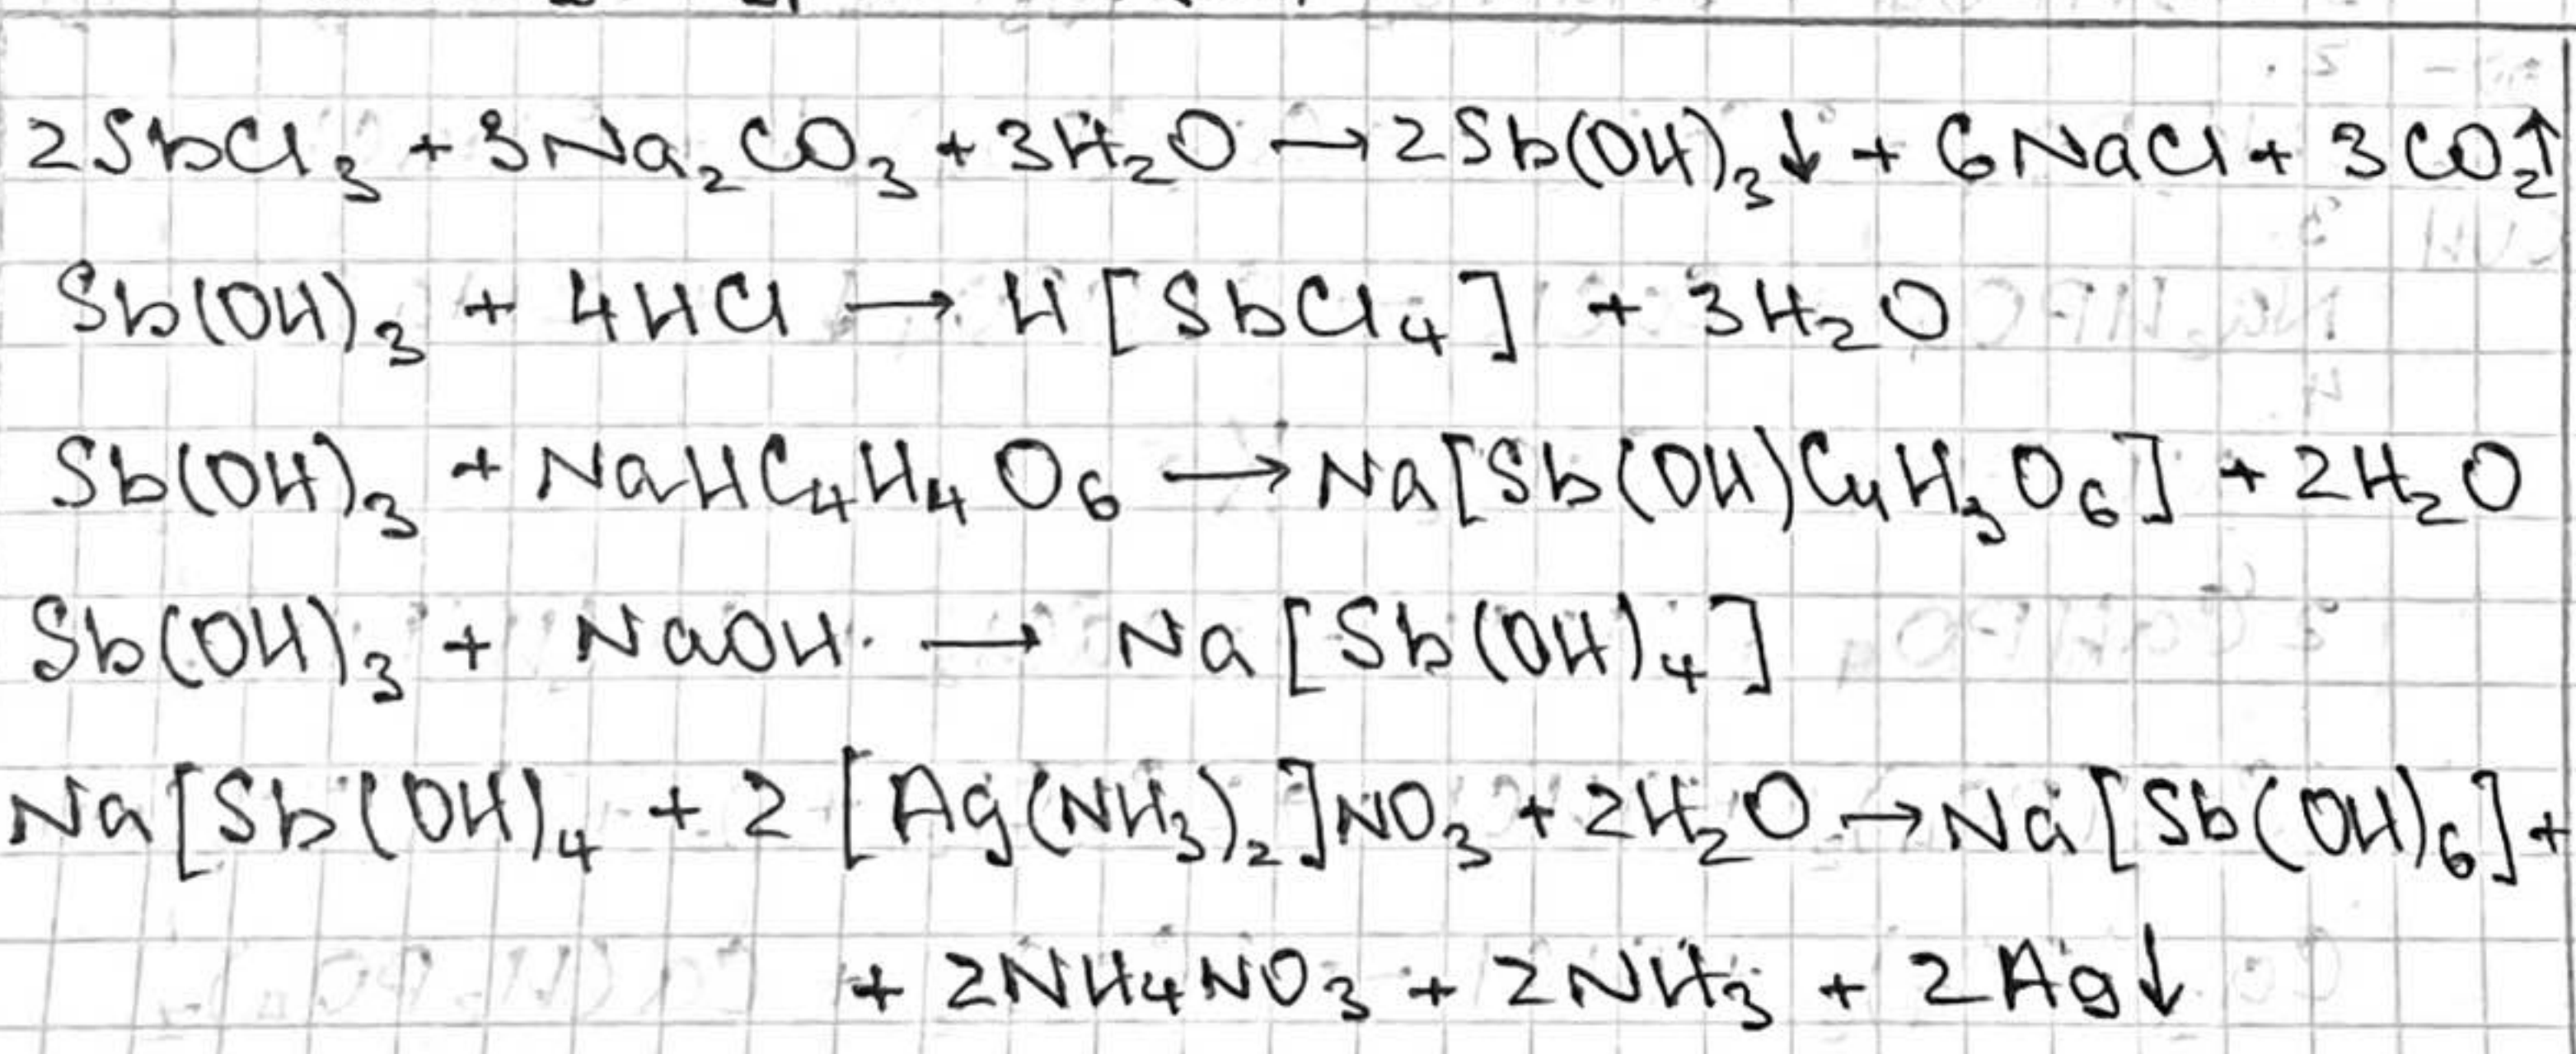 2SbCl₃ + 3Na₂CO₃ + 3H₂O → 2Sb(OH)₃↓ + 6NaCl + 3CO₂↑
Sb(OH)₃ + 4HCl → H[SbCl₄] + 3H₂O
Sb(OH)₃ + NaHC₄H₄O₆ → Na[Sb(OH)C₄H₃O₆] + 2H₂O
Sb(OH)₃ + NaOH → Na[Sb(OH)₄]
Na[Sb(OH)₄ + 2[Ag(NH₃)₂]NO₃ + 2H₂O → Na[Sb(OH)₆] +
+ 2NH₄NO₃ + 2NH₃ + 2Ag↓